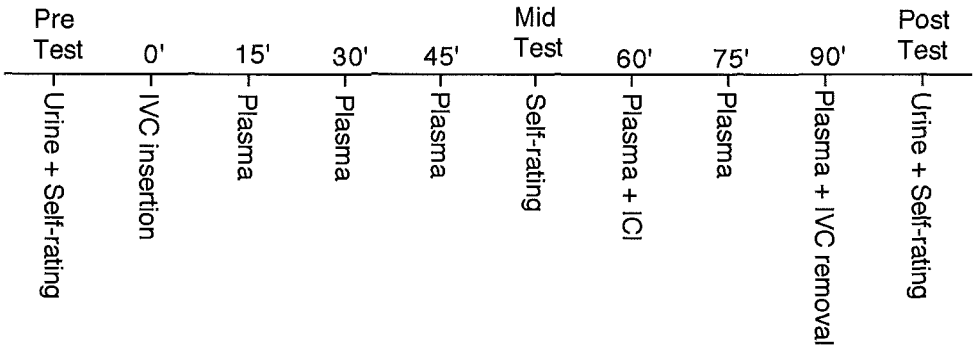 Pre
Test
0'
15'
30'
45'
Mid
Test
60'
75'
90'
Post
Test
Urine + Self-rating
IVC insertion
Plasma
Plasma
Plasma
Self-rating
Plasma + ICI
Plasma
Plasma + IVC removal
Urine + Self-rating